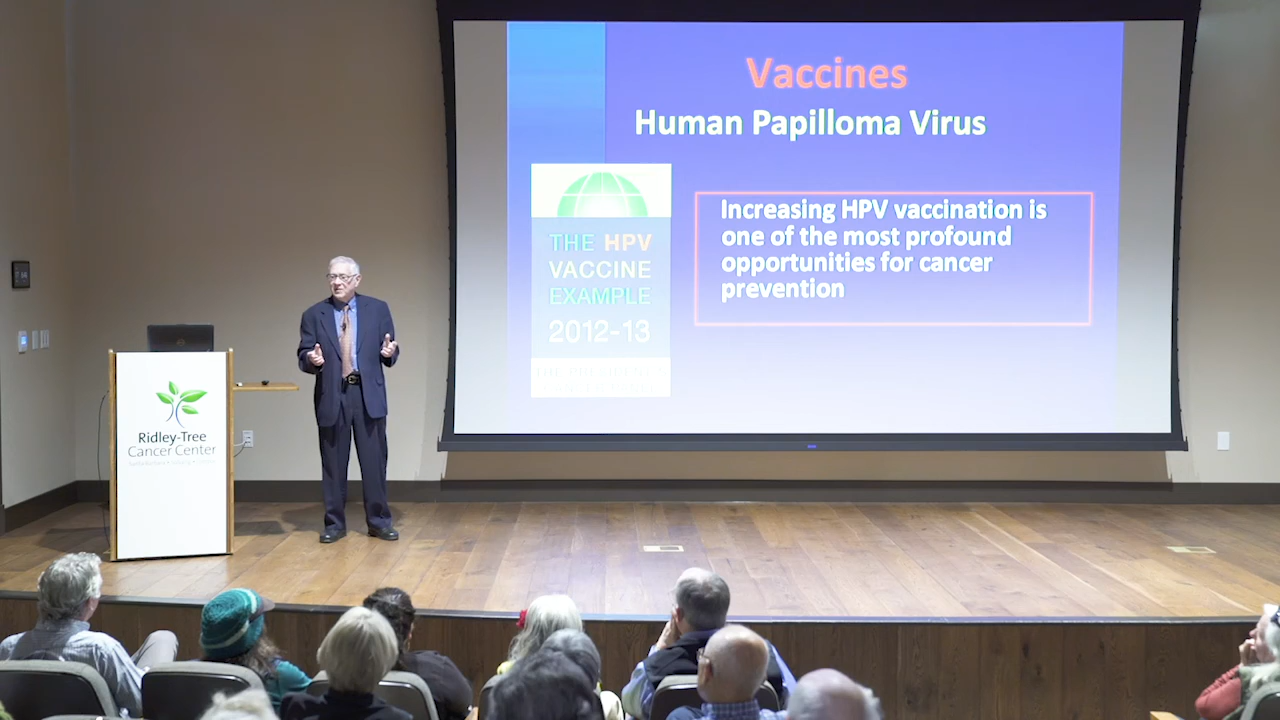 Vaccines
Human Papilloma Virus
Increasing HPV vaccination is
one of the most profound
opportunities for cancer
prevention
THE HPV
VACCINE
EXAMPLE
2012-13
Ridley-Tree
Cancer Center